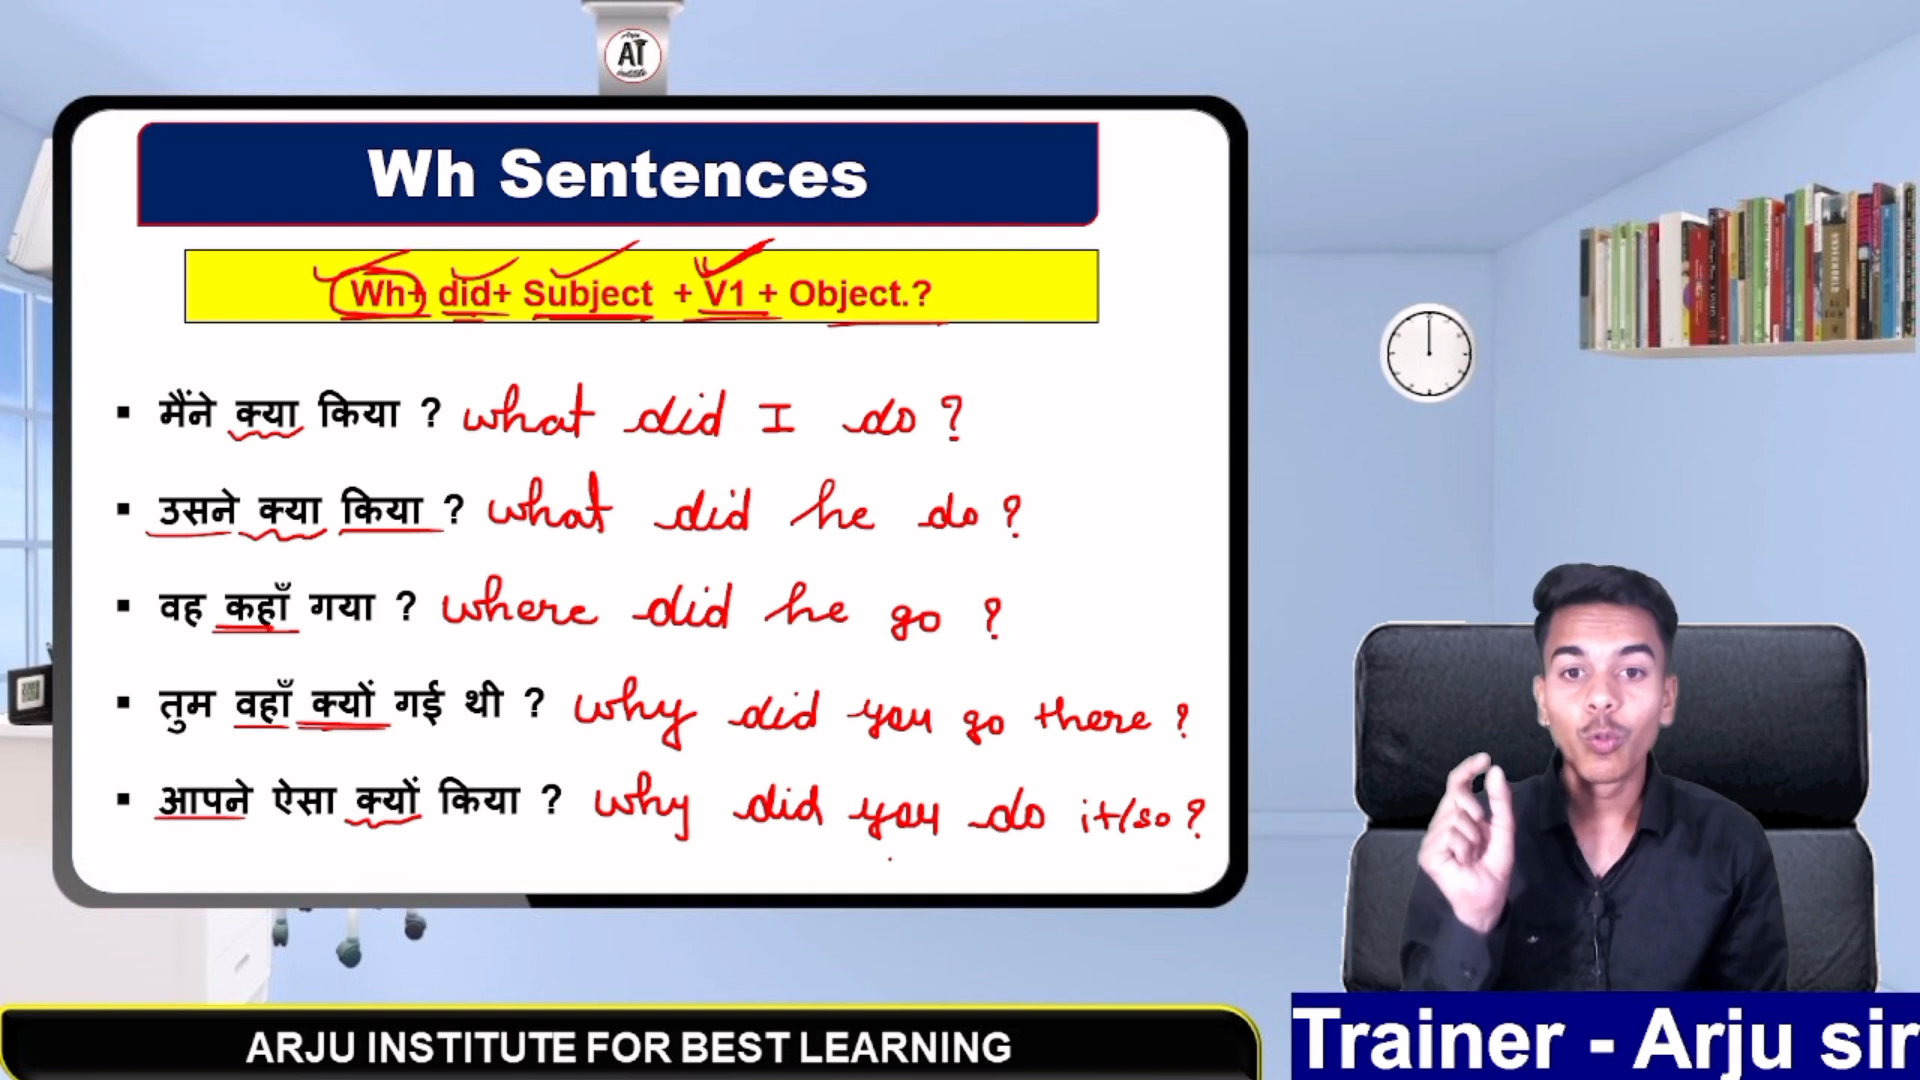 Arju
AT
institute
Wh Sentences
Wh+ did+ Subject + V1 + Object.?
▪ मैंने क्या किया ? what did I do ?
▪ उसने क्या किया ? what did he do ?
▪ वह कहाँ गया ? where did he go ?
▪ तुम वहाँ क्यों गई थी ? why did you go there ?
▪ आपने ऐसा क्यों किया ? why did you do it/so ?
ARJU INSTITUTE FOR BEST LEARNING
Trainer - Arju sir